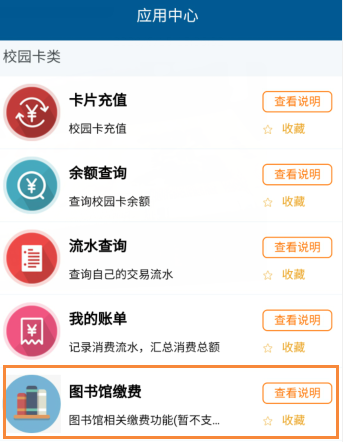 应用中心
校园卡类
卡片充值
查看说明
校园卡充值
☆ 收藏
余额查询
查看说明
查询校园卡余额
☆ 收藏
流水查询
查看说明
查询自己的交易流水
☆ 收藏
我的账单
查看说明
记录消费流水，汇总消费总额
☆ 收藏
图书馆缴费
查看说明
图书馆相关缴费功能(暂不支...
☆ 收藏